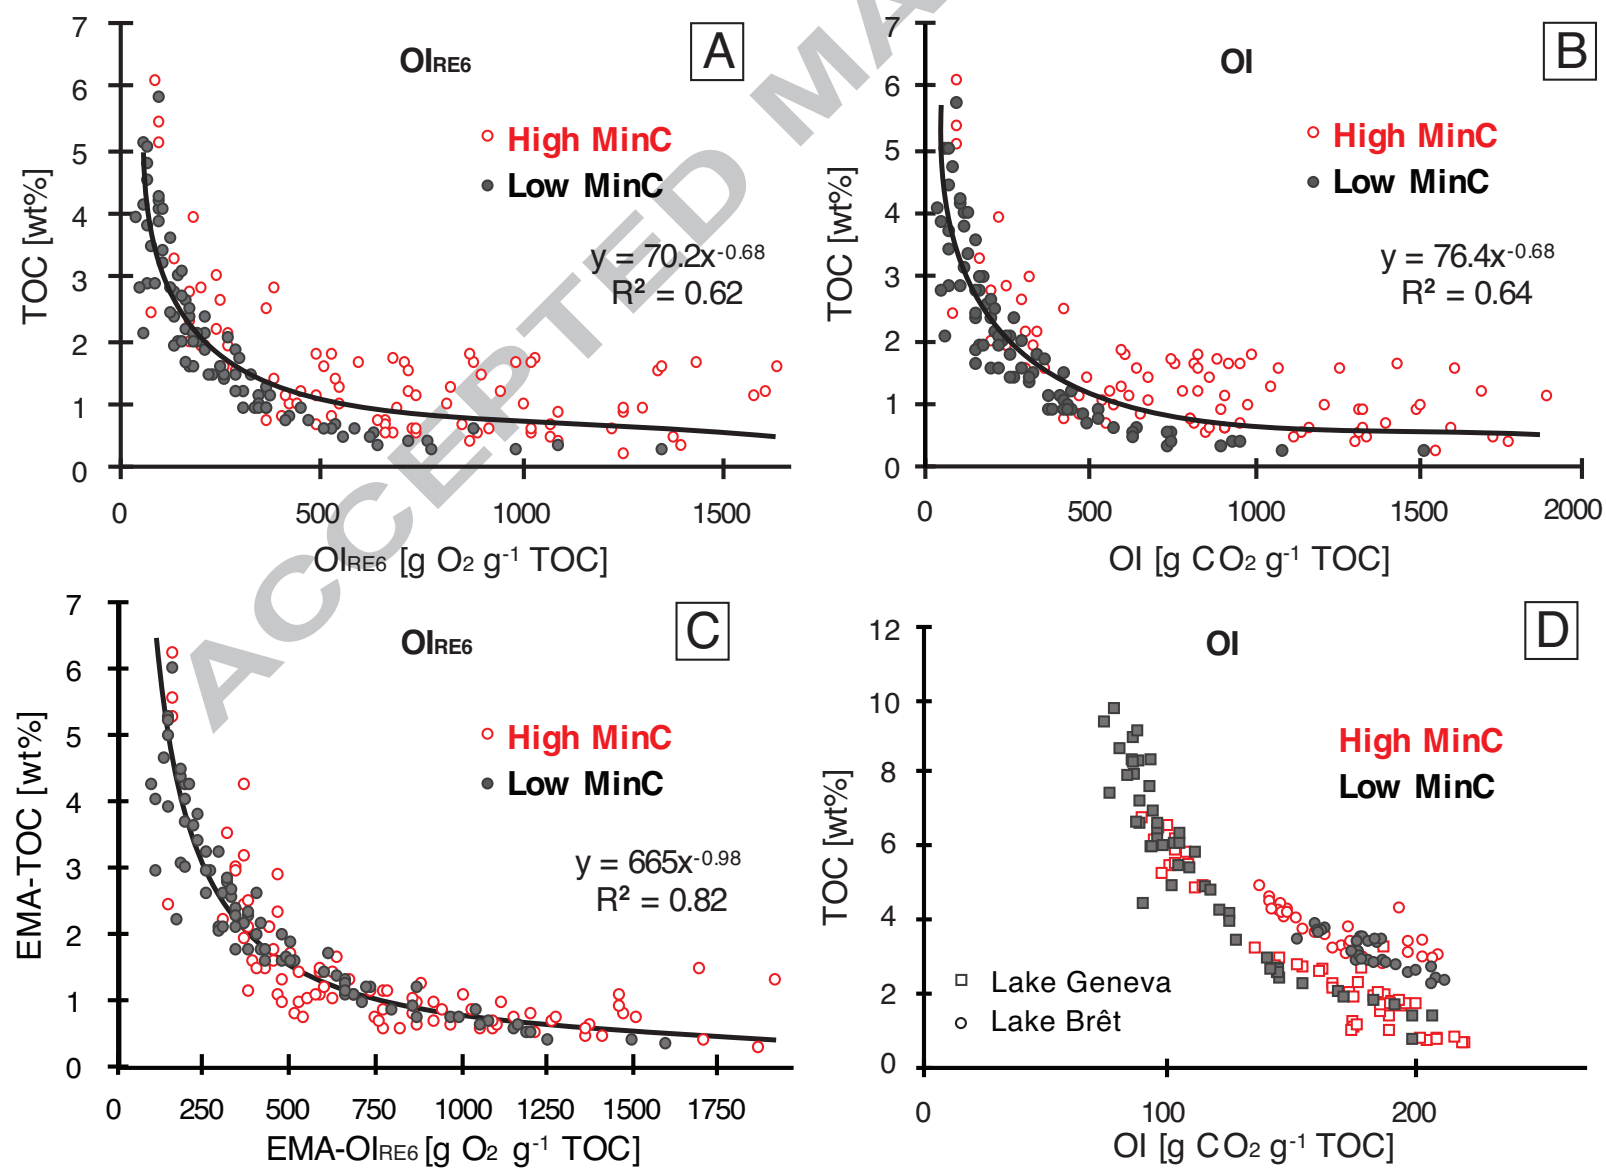 7
6
5
4
3
2
1
0
TOC [wt%]
OIRE6
A
High MinC
Low MinC
y = 70.2x-0.68
R² = 0.62
0
500
1000
1500
OIRE6 [g O2 g-1 TOC]
7
6
5
4
3
2
1
0
TOC [wt%]
OI
B
High MinC
Low MinC
y = 76.4x-0.68
R² = 0.64
0
500
1000
1500
2000
OI [g CO2 g-1 TOC]
7
6
5
4
3
2
1
0
EMA-TOC [wt%]
OIRE6
C
High MinC
Low MinC
y = 665x-0.98
R² = 0.82
0
250
500
750
1000
1250
1500
1750
EMA-OIRE6 [g O2 g-1 TOC]
12
10
8
6
4
2
0
TOC [wt%]
OI
D
High MinC
Low MinC
Lake Geneva
Lake Brêt
0
100
200
OI [g CO2 g-1 TOC]
ACCEPTED MA